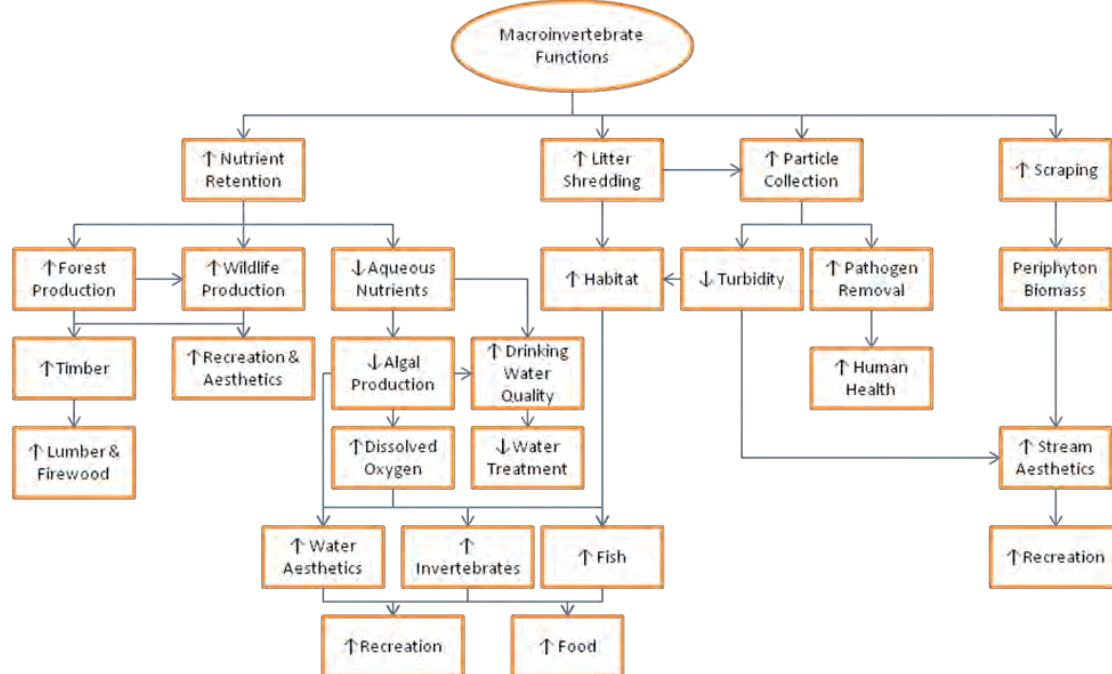 Macroinvertebrate
Functions
↑ Nutrient
Retention
↑ Litter
Shredding
↑ Particle
Collection
↑ Scraping
↑ Forest
Production
↑ Wildlife
Production
↓ Aqueous
Nutrients
↑ Habitat
↓ Turbidity
↑ Pathogen
Removal
Periphyton
Biomass
↑ Timber
↑ Recreation &
Aesthetics
↓ Algal
Production
↑ Drinking
Water
Quality
↑ Human
Health
↑ Lumber &
Firewood
↑ Dissolved
Oxygen
↓ Water
Treatment
↑ Stream
Aesthetics
↑ Water
Aesthetics
↑
Invertebrates
↑ Fish
↑ Recreation
↑ Recreation
↑ Food